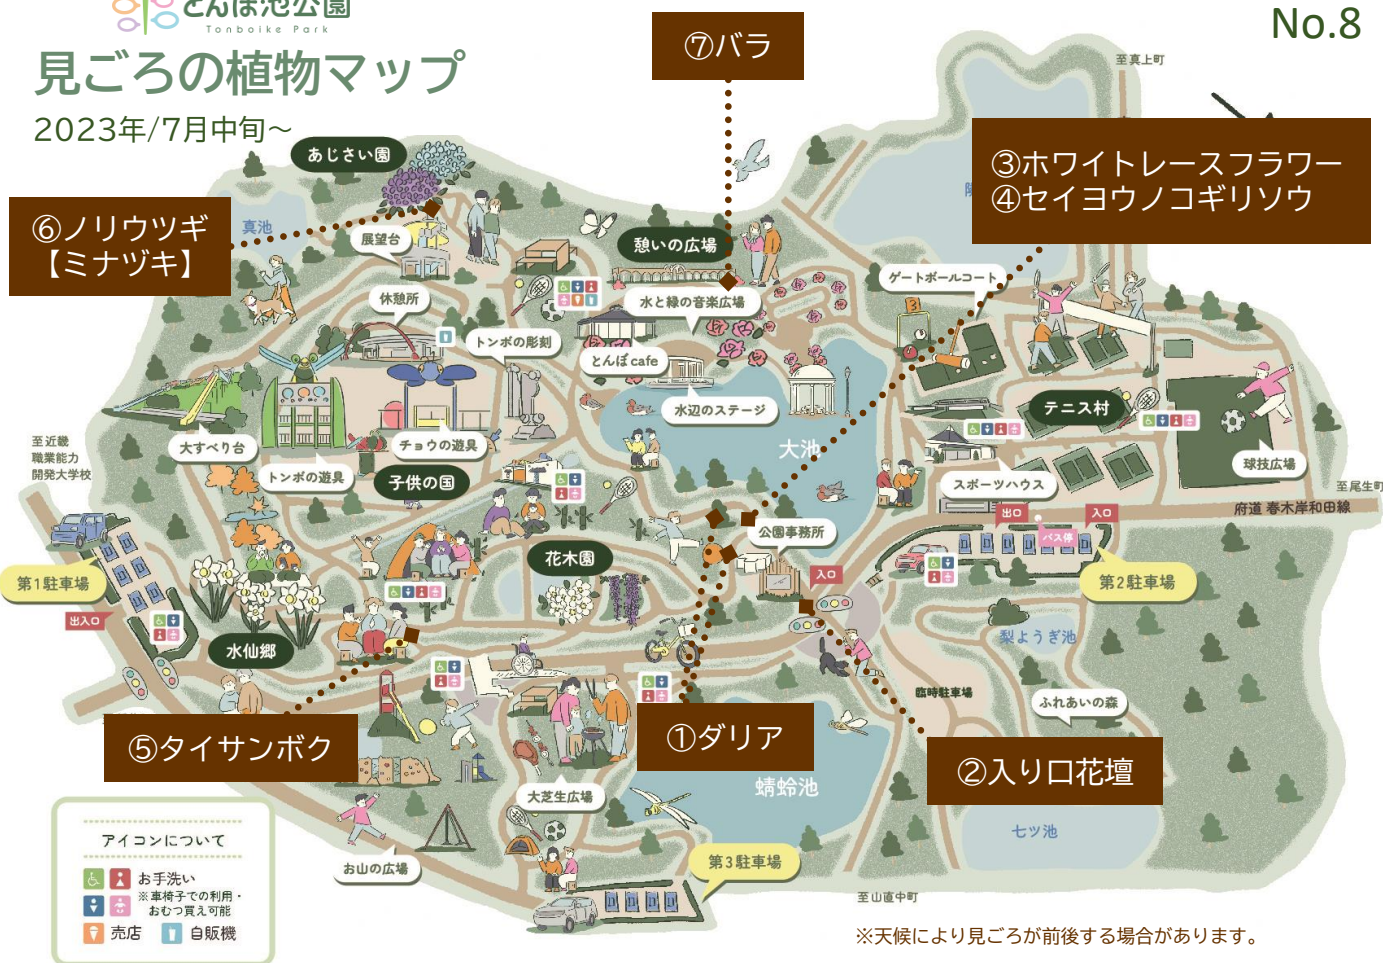 とんぼ池公園
Tonboike Park
No.8
見ごろの植物マップ
2023年/7月中旬～
⑦バラ
至真上町
③ホワイトレースフラワー
④セイヨウノコギリソウ
あじさい園
⑥ノリウツギ
【ミナヅキ】
真池
展望台
憩いの広場
休憩所
水と緑の音楽広場
ゲートボールコート
トンボの彫刻
とんぼcafe
水辺のステージ
テニス村
大すべり台
チョウの遊具
トンボの遊具
子供の国
大池
スポーツハウス
球技広場
至近畿
職業能力
開発大学校
至尾生町
府道 春木岸和田線
出口
入口
バス停
公園事務所
花木園
入口
第1駐車場
第2駐車場
出入口
水仙郷
梨ようぎ池
臨時駐車場
ふれあいの森
⑤タイサンボク
①ダリア
②入り口花壇
大芝生広場
蜻蛉池
七ツ池
お山の広場
第3駐車場
至山直中町
アイコンについて
お手洗い
※車椅子での利用・
おむつ買え可能
売店
自販機
※天候により見ごろが前後する場合があります。
3